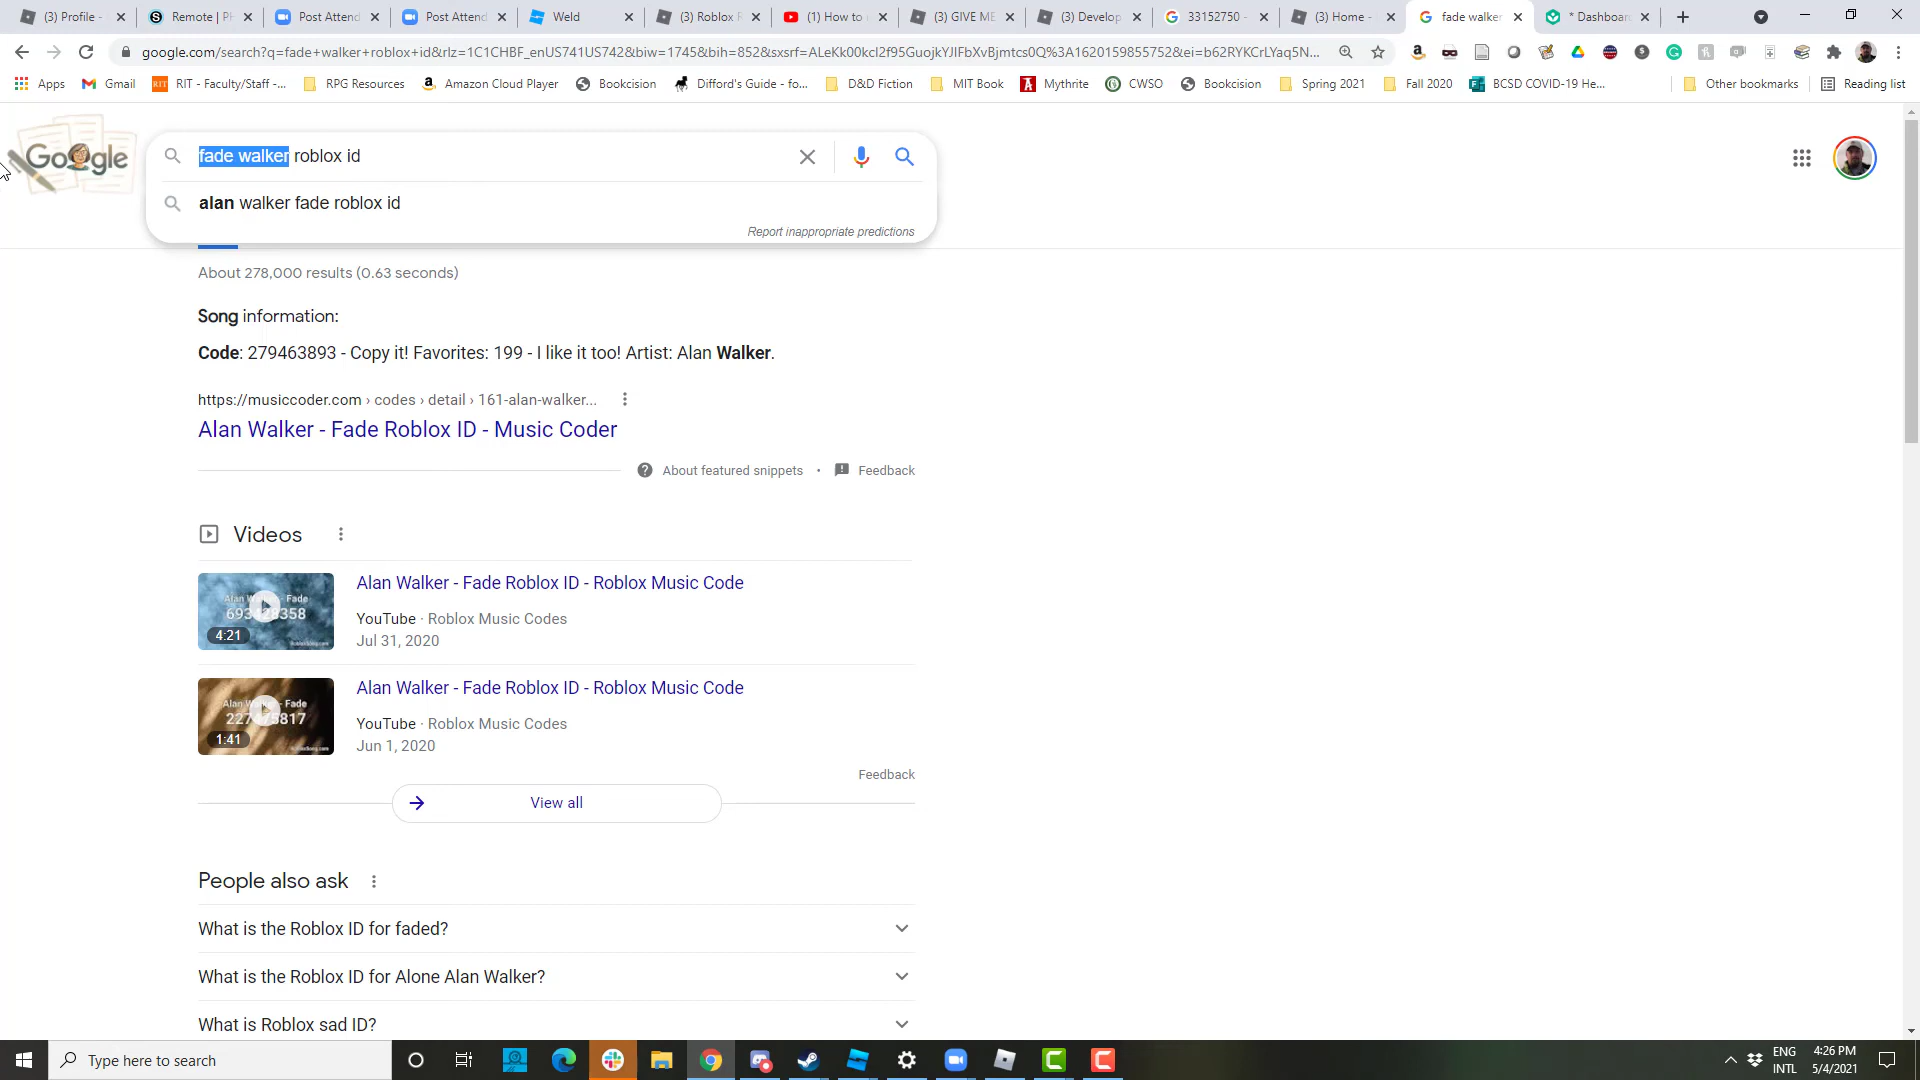 (3) Profile -
Remote | PH
Post Attend
Post Attend
Weld
(3) Roblox F
(1) How to
(3) GIVE ME
(3) Develop
33152750 -
(3) Home -
fade walker
* Dashboar
google.com/search?q=fade+walker+roblox+id&rlz=1C1CHBF_enUS741US742&biw=1745&bih=852&sxsrf=ALeKk00kcI2f95GuojkYJIFbXvBjmtcs0Q%3A1620159855752&ei=b62RYKCrLYaq5N...
Apps
Gmail
RIT
RIT - Faculty/Staff -...
RPG Resources
Amazon Cloud Player
Bookcision
Difford's Guide - fo...
D&D Fiction
MIT Book
Mythrite
CWSO
Bookcision
Spring 2021
Fall 2020
BCSD COVID-19 He...
Other bookmarks
Reading list
Google
fade walker roblox id
alan walker fade roblox id
Report inappropriate predictions
About 278,000 results (0.63 seconds)
Song information:
Code: 279463893 - Copy it! Favorites: 199 - I like it too! Artist: Alan Walker.
https://musiccoder.com › codes › detail › 161-alan-walker...
Alan Walker - Fade Roblox ID - Music Coder
About featured snippets • Feedback
Videos
Alan Walker - Fade Roblox ID - Roblox Music Code
YouTube · Roblox Music Codes
Jul 31, 2020
4:21
Alan Walker - Fade Roblox ID - Roblox Music Code
YouTube · Roblox Music Codes
Jun 1, 2020
1:41
Feedback
View all
People also ask
What is the Roblox ID for faded?
What is the Roblox ID for Alone Alan Walker?
What is Roblox sad ID?
Type here to search
ENG
INTL
4:26 PM
5/4/2021